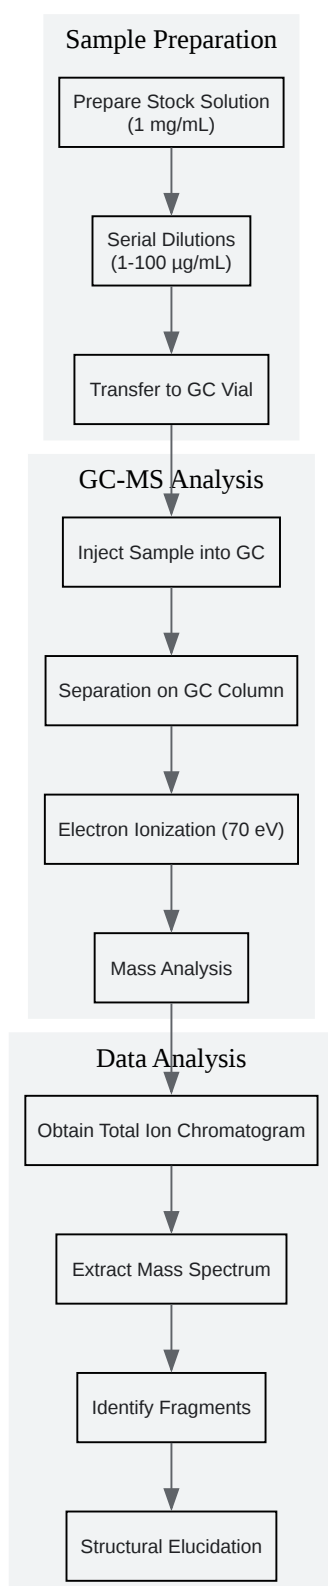 Sample Preparation
Prepare Stock Solution
(1 mg/mL)
Serial Dilutions
(1-100 µg/mL)
Transfer to GC Vial
GC-MS Analysis
Inject Sample into GC
Separation on GC Column
Electron Ionization (70 eV)
Mass Analysis
Data Analysis
Obtain Total Ion Chromatogram
Extract Mass Spectrum
Identify Fragments
Structural Elucidation